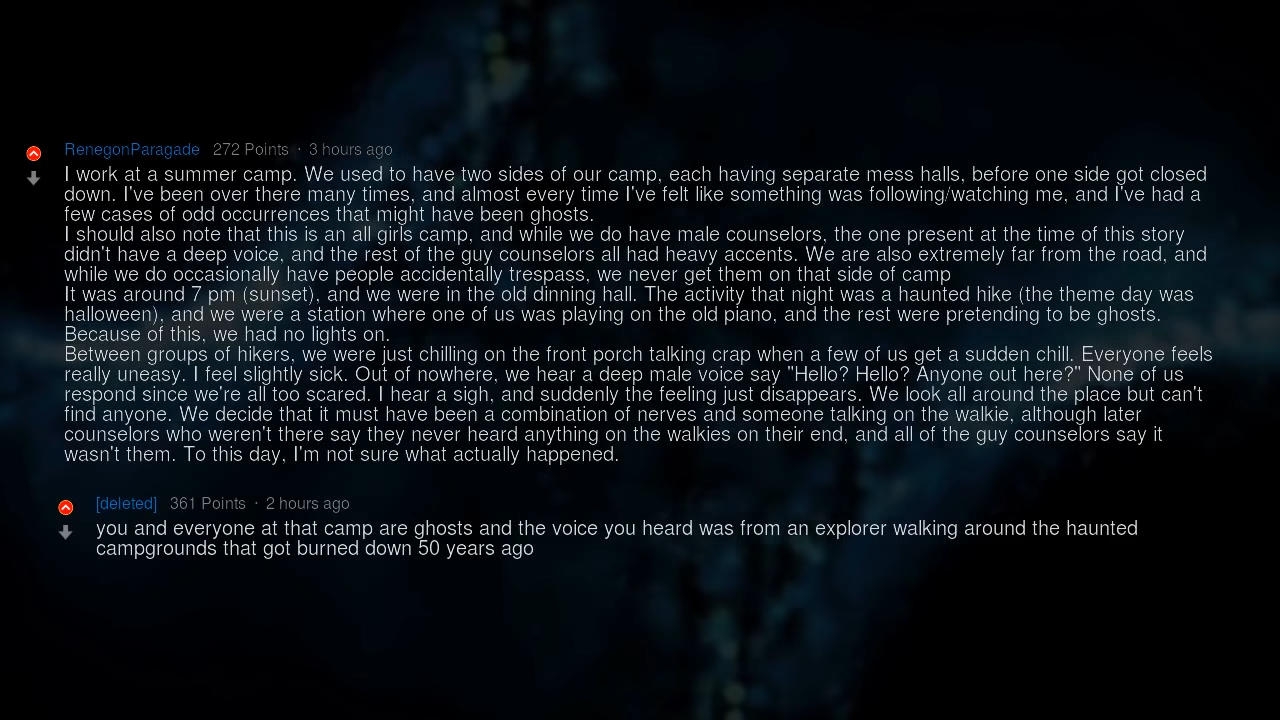 RenegonParagade 272 Points · 3 hours ago
I work at a summer camp. We used to have two sides of our camp, each having separate mess halls, before one side got closed
down. I've been over there many times, and almost every time I've felt like something was following/watching me, and I've had a
few cases of odd occurrences that might have been ghosts.
I should also note that this is an all girls camp, and while we do have male counselors, the one present at the time of this story
didn't have a deep voice, and the rest of the guy counselors all had heavy accents. We are also extremely far from the road, and
while we do occasionally have people accidentally trespass, we never get them on that side of camp
It was around 7 pm (sunset), and we were in the old dinning hall. The activity that night was a haunted hike (the theme day was
halloween), and we were a station where one of us was playing on the old piano, and the rest were pretending to be ghosts.
Because of this, we had no lights on.
Between groups of hikers, we were just chilling on the front porch talking crap when a few of us get a sudden chill. Everyone feels
really uneasy. I feel slightly sick. Out of nowhere, we hear a deep male voice say "Hello? Hello? Anyone out here?" None of us
respond since we're all too scared. I hear a sigh, and suddenly the feeling just disappears. We look all around the place but can't
find anyone. We decide that it must have been a combination of nerves and someone talking on the walkie, although later
counselors who weren't there say they never heard anything on the walkies on their end, and all of the guy counselors say it
wasn't them. To this day, I'm not sure what actually happened.
[deleted] 361 Points · 2 hours ago
you and everyone at that camp are ghosts and the voice you heard was from an explorer walking around the haunted
campgrounds that got burned down 50 years ago